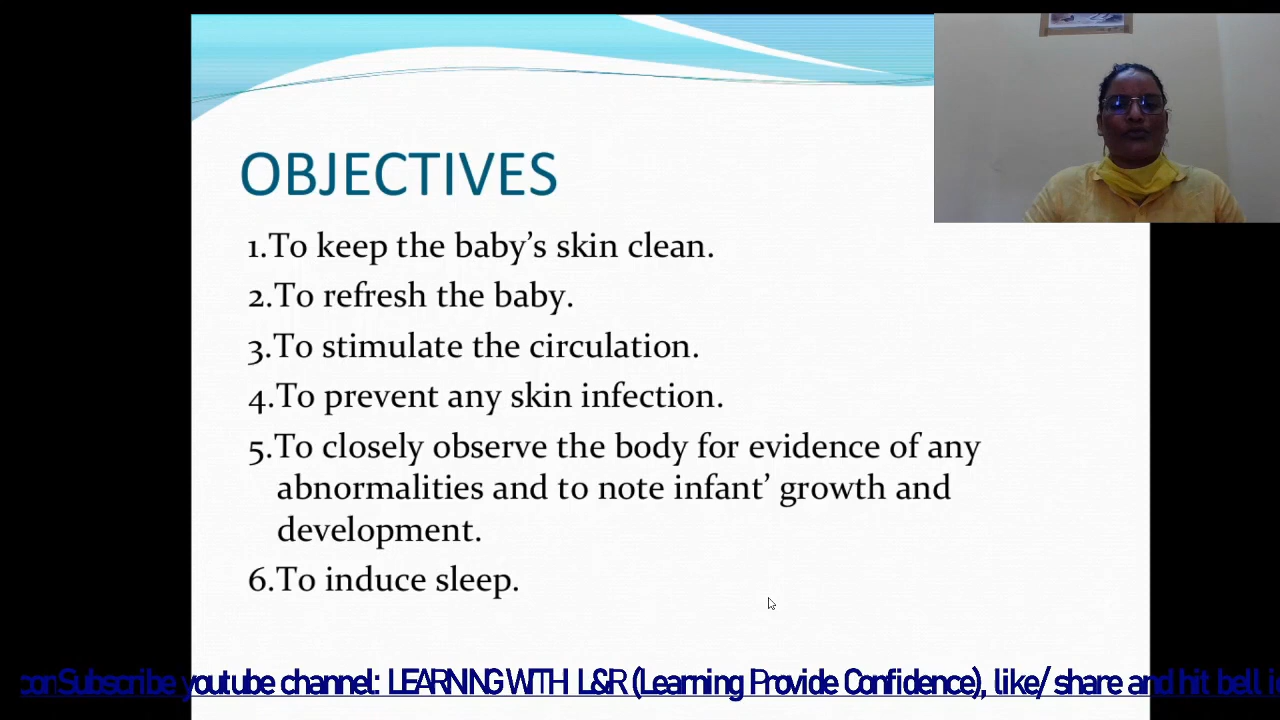 OBJECTIVES
1.To keep the baby’s skin clean.
2.To refresh the baby.
3.To stimulate the circulation.
4.To prevent any skin infection.
5.To closely observe the body for evidence of any
abnormalities and to note infant’ growth and
development.
6.To induce sleep.
con Subscribe youtube channel: LEARNING WITH L&R (Learning Provide Confidence), like/ share and hit bell i